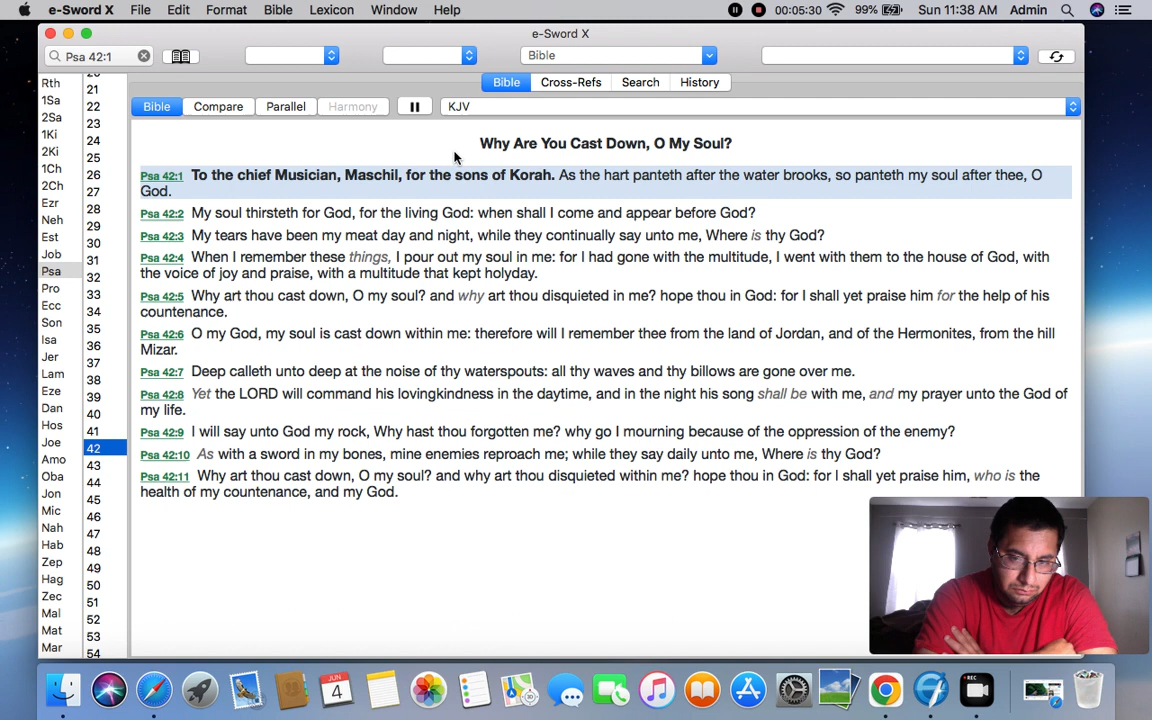 e-Sword X File Edit Format Bible Lexicon Window Help 00:05:30 99% Sun 11:38 AM Admin
e-Sword X
Psa 42:1 Bible
Bible Cross-Refs Search History
Bible Compare Parallel Harmony KJV
Why Are You Cast Down, O My Soul?
Psa 42:1 To the chief Musician, Maschil, for the sons of Korah. As the hart panteth after the water brooks, so panteth my soul after thee, O
God.
Psa 42:2 My soul thirsteth for God, for the living God: when shall I come and appear before God?
Psa 42:3 My tears have been my meat day and night, while they continually say unto me, Where is thy God?
Psa 42:4 When I remember these things, I pour out my soul in me: for I had gone with the multitude, I went with them to the house of God, with
the voice of joy and praise, with a multitude that kept holyday.
Psa 42:5 Why art thou cast down, O my soul? and why art thou disquieted in me? hope thou in God: for I shall yet praise him for the help of his
countenance.
Psa 42:6 O my God, my soul is cast down within me: therefore will I remember thee from the land of Jordan, and of the Hermonites, from the hill
Mizar.
Psa 42:7 Deep calleth unto deep at the noise of thy waterspouts: all thy waves and thy billows are gone over me.
Psa 42:8 Yet the LORD will command his lovingkindness in the daytime, and in the night his song shall be with me, and my prayer unto the God of
my life.
Psa 42:9 I will say unto God my rock, Why hast thou forgotten me? why go I mourning because of the oppression of the enemy?
Psa 42:10 As with a sword in my bones, mine enemies reproach me; while they say daily unto me, Where is thy God?
Psa 42:11 Why art thou cast down, O my soul? and why art thou disquieted within me? hope thou in God: for I shall yet praise him, who is the
health of my countenance, and my God.
Rth
1Sa
2Sa
1Ki
2Ki
1Ch
2Ch
Ezr
Neh
Est
Job
Psa
Pro
Ecc
Son
Isa
Jer
Lam
Eze
Dan
Hos
Joe
Amo
Oba
Jon
Mic
Nah
Hab
Zep
Hag
Zec
Mal
Mat
Mar
21
22
23
24
25
26
27
28
29
30
31
32
33
34
35
36
37
38
39
40
41
42
43
44
45
46
47
48
49
50
51
52
53
54
JUN
4
REC